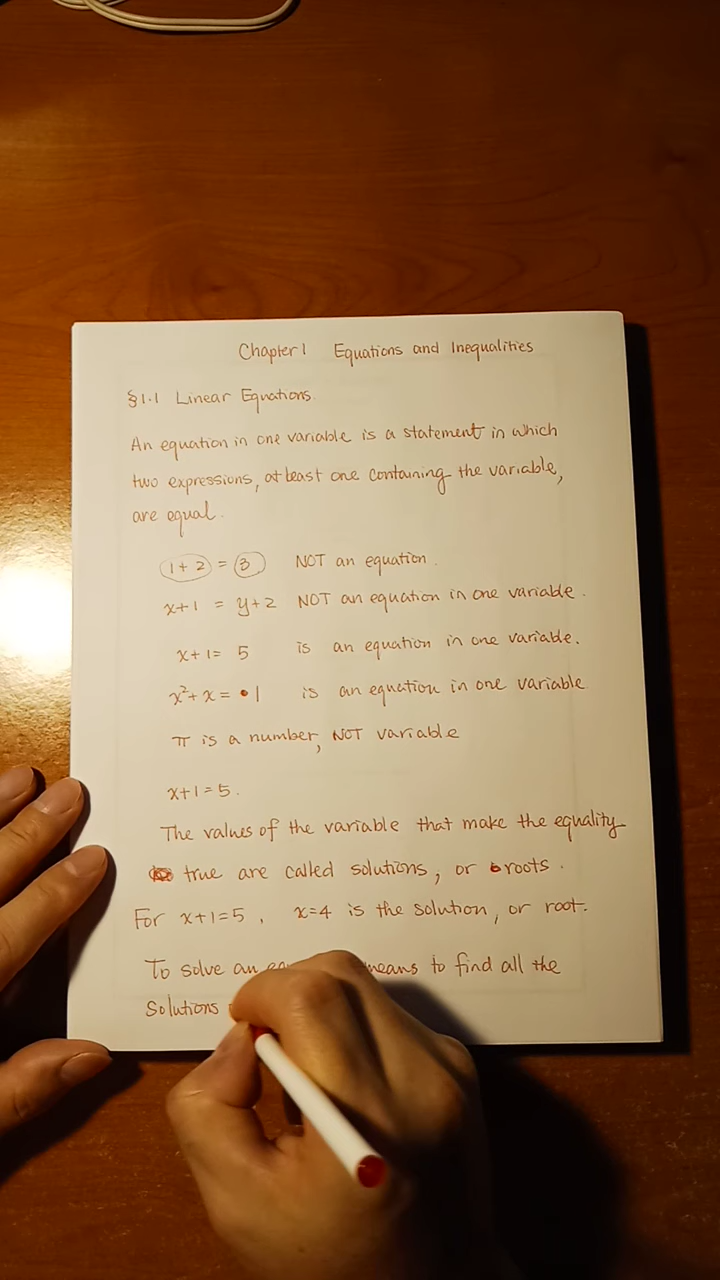 Chapter 1 Equations and Inequalities
§1.1 Linear Equations
An equation in one variable is a statement in which
two expressions, at least one containing the variable,
are equal.
1+2 = 3 NOT an equation.
x+1 = y+2 NOT an equation in one variable.
x+1= 5 is an equation in one variable.
x²+x = 1 is an equation in one variable
π is a number, NOT variable
x+1=5.
The values of the variable that make the equality
true are called solutions, or roots.
For x+1=5, x=4 is the solution, or root.
To solve an means to find all the
Solutions